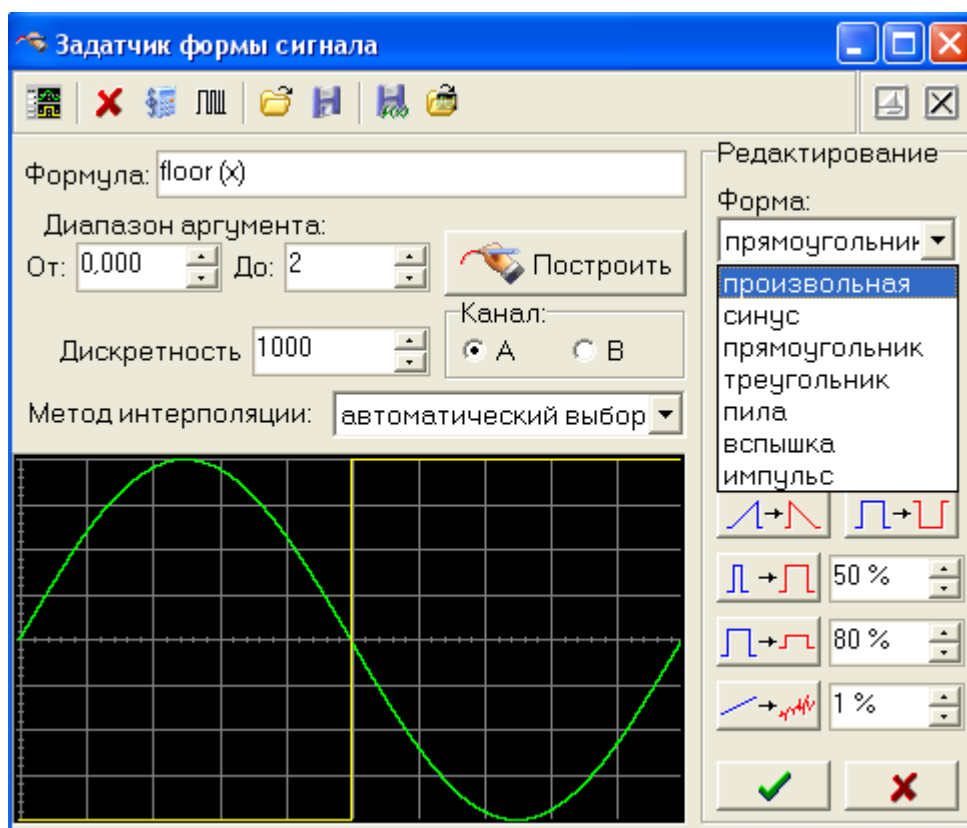 Задатчик формы сигнала
Формула: floor (x)
Диапазон аргумента:
От: 0,000 До: 2
Построить
Дискретность 1000
Канал:
A B
Метод интерполяции: автоматический выбор
Редактирование
Форма:
прямоугольник
произвольная
синус
прямоугольник
треугольник
пила
вспышка
импульс
50 %
80 %
1 %